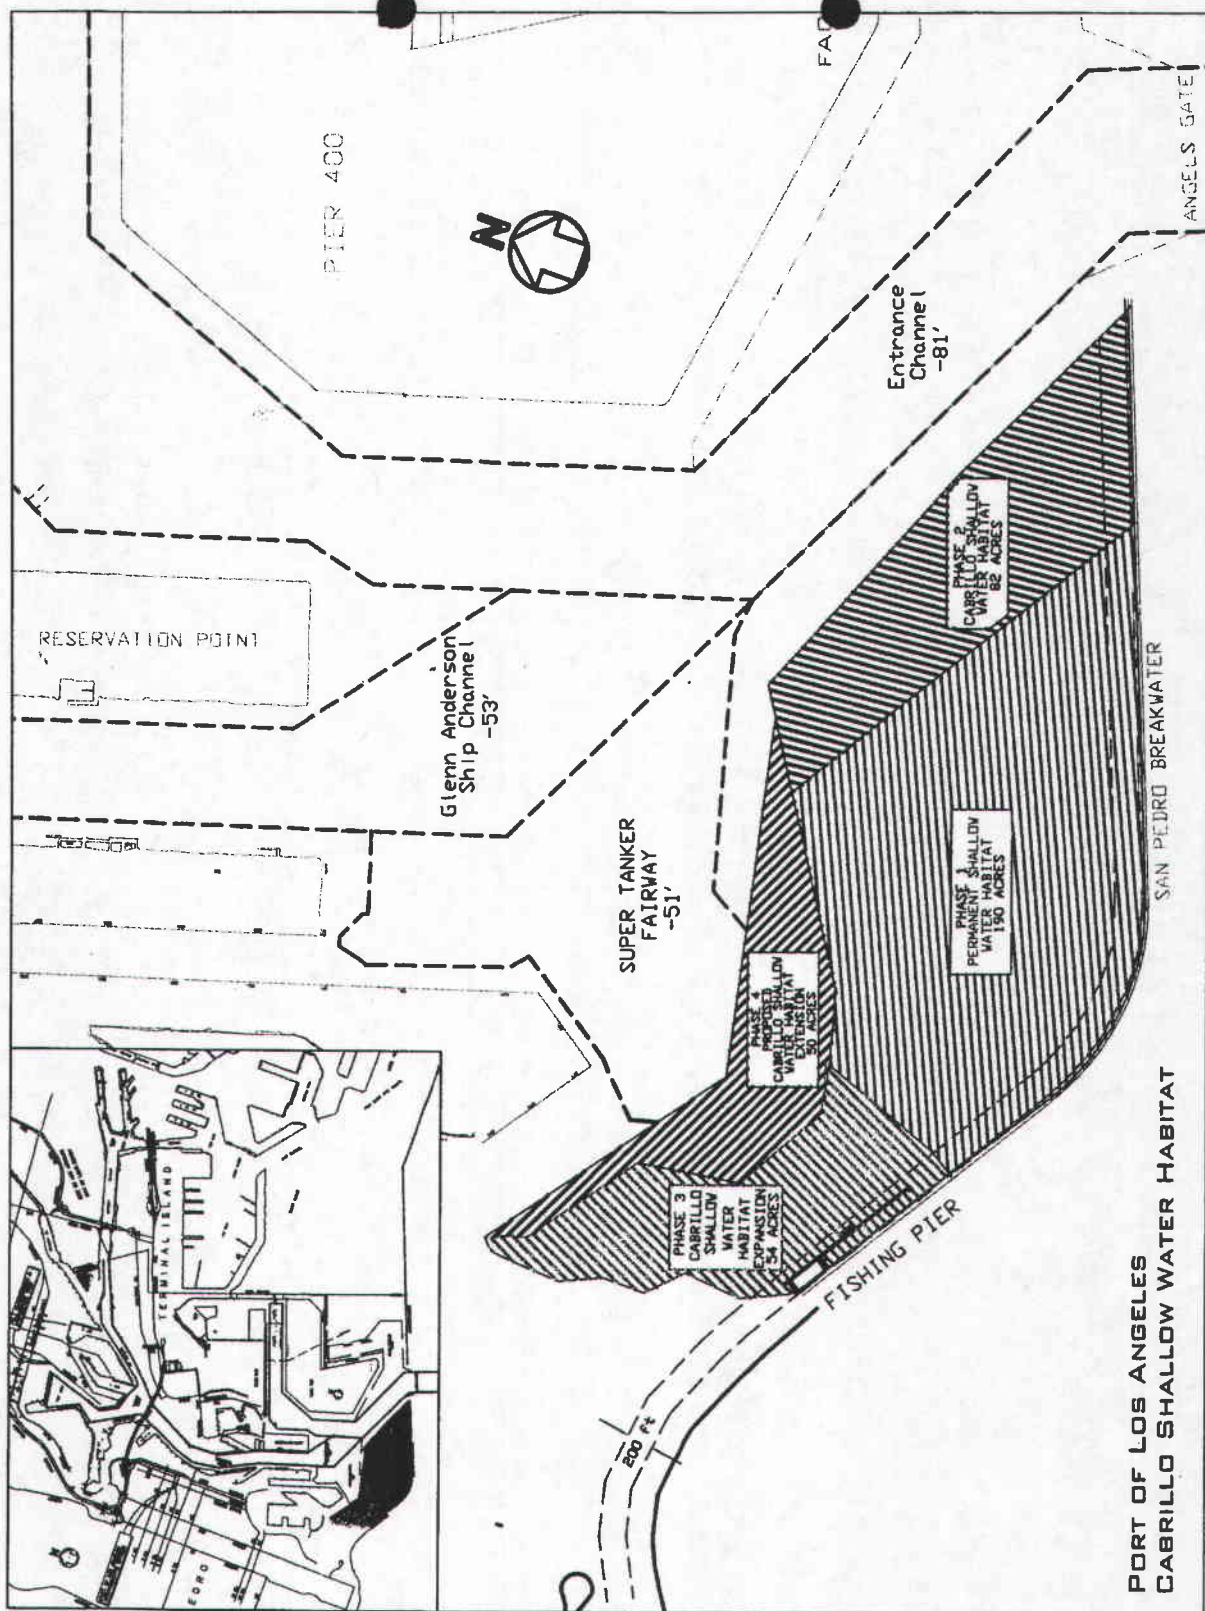 PIER 400
N
FAD
ANGELS GATE
Entrance
Channel
-81'
RESERVATION POINT
Glenn Anderson
Ship Channel
-53'
SUPER TANKER
FAIRWAY
-51'
PHASE 2
CABRILLO SHALLOW
WATER HABITAT
82 ACRES
PHASE 1
PERMANENT SHALLOW
WATER HABITAT
190 ACRES
PHASE 4
PROPOSED
CABRILLO SHALLOW
WATER HABITAT
EXTENSION
50 ACRES
PHASE 3
CABRILLO
SHALLOW
WATER
HABITAT
EXPANSION
54 ACRES
SAN PEDRO BREAKWATER
FISHING PIER
200 ft
TERMINAL ISLAND
PORT OF LOS ANGELES
CABRILLO SHALLOW WATER HABITAT